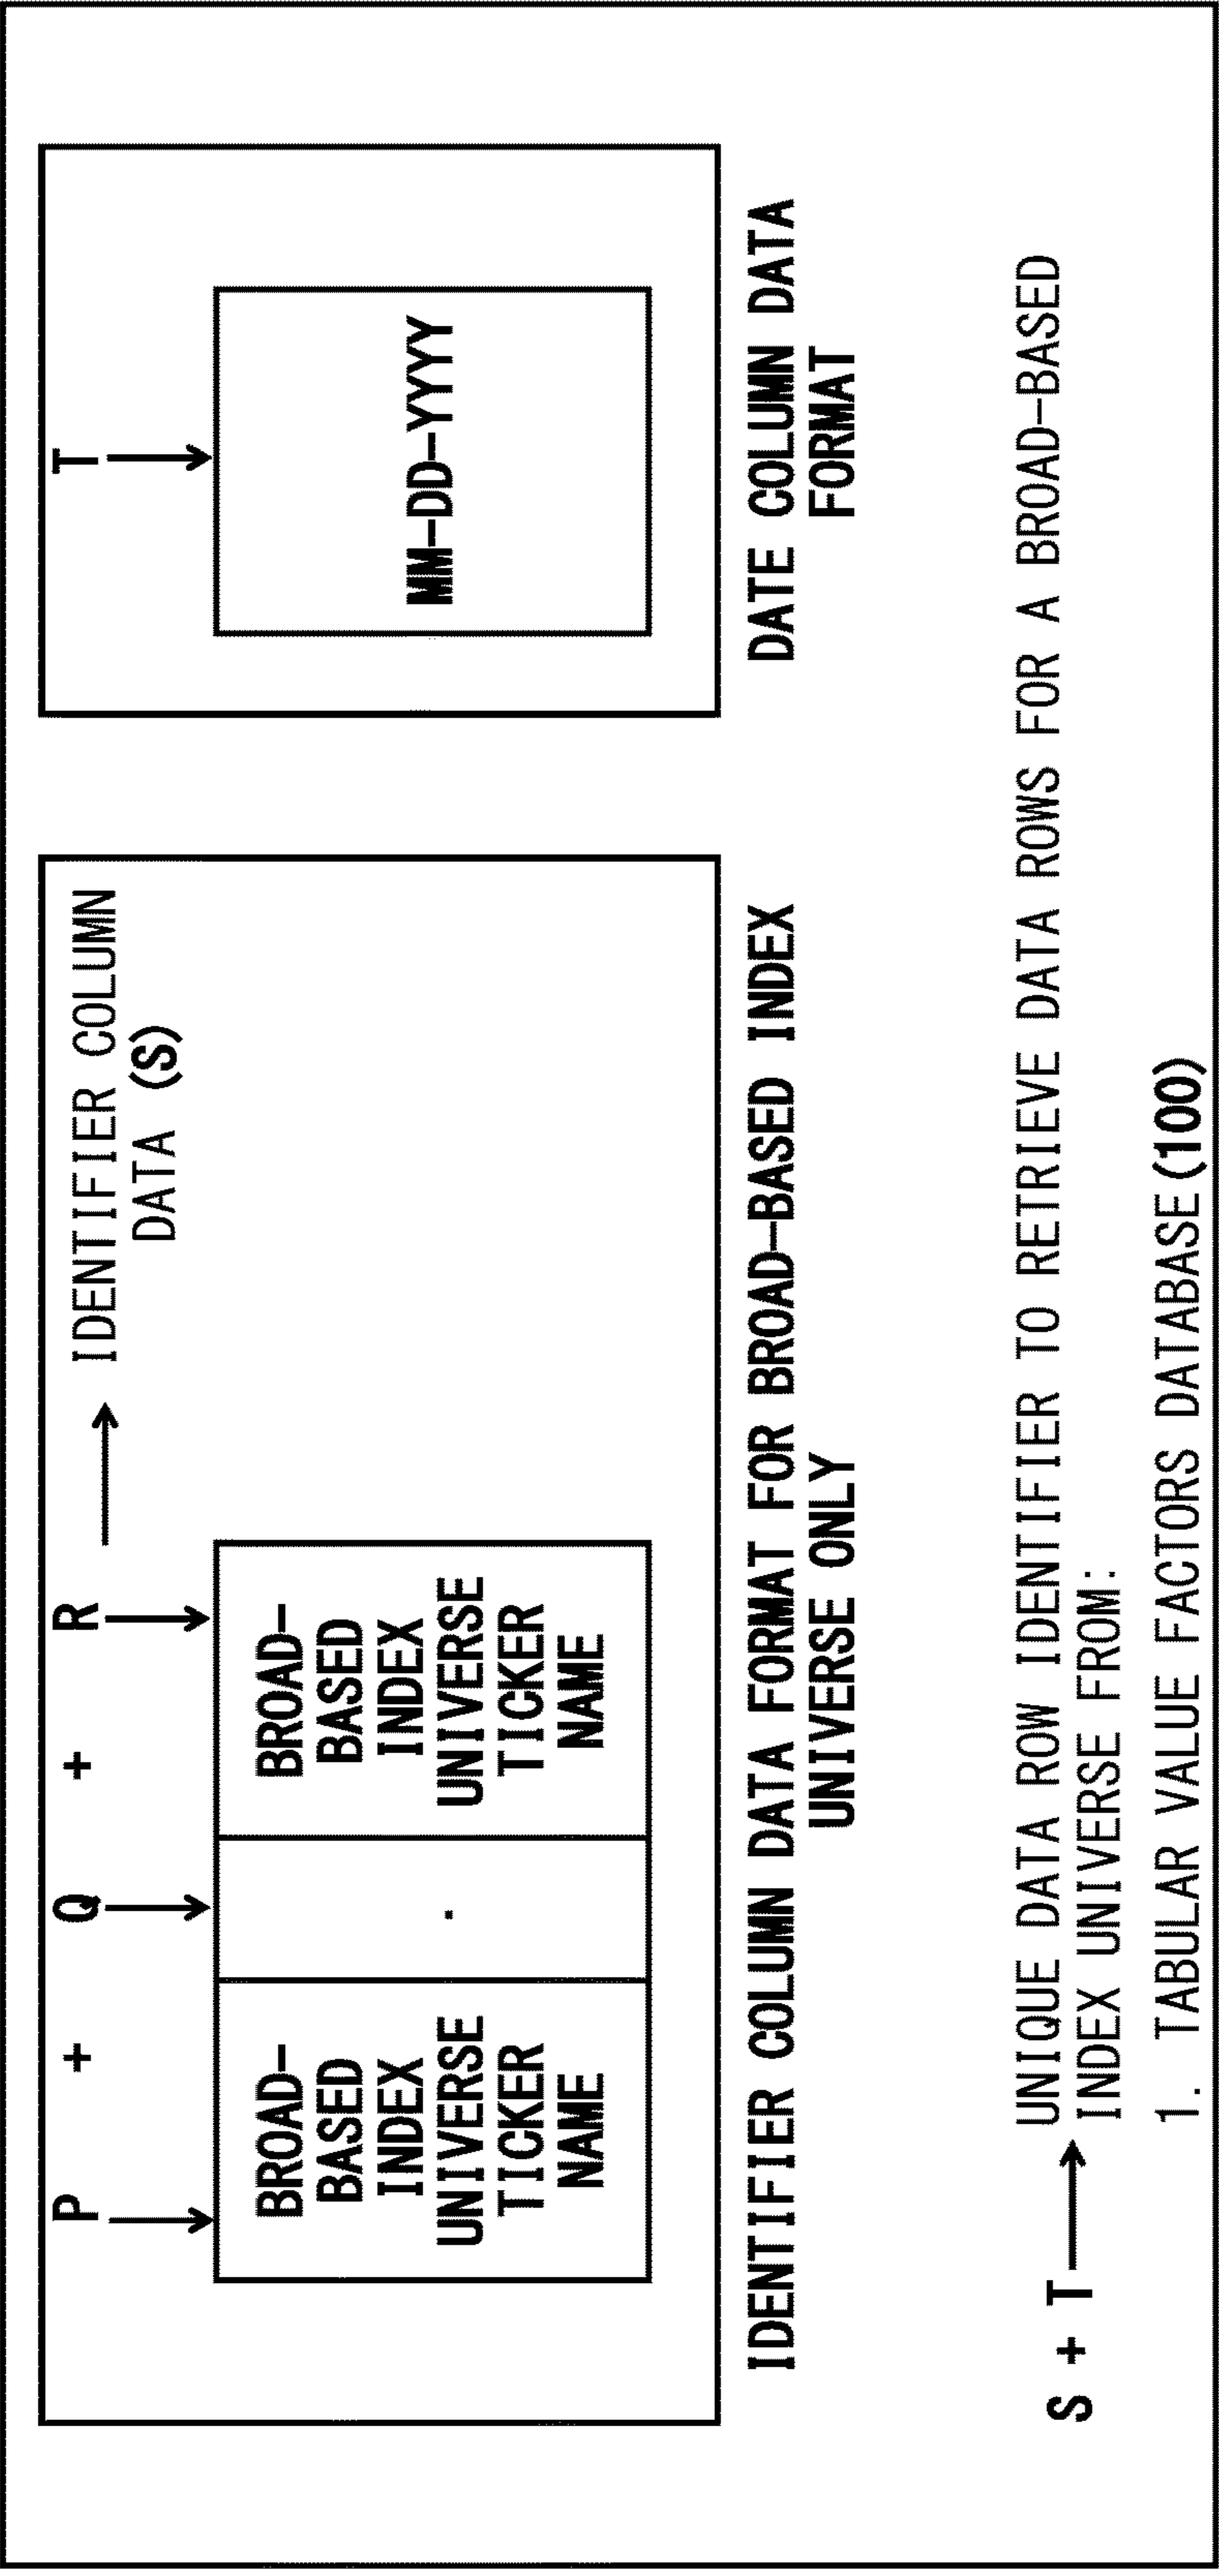 P + Q + R → IDENTIFIER COLUMN
DATA (S)
BROAD-
BASED
INDEX
UNIVERSE
TICKER
NAME
.
BROAD-
BASED
INDEX
UNIVERSE
TICKER
NAME
IDENTIFIER COLUMN DATA FORMAT FOR BROAD-BASED INDEX
UNIVERSE ONLY
T
MM-DD-YYYY
DATE COLUMN DATA
FORMAT
S + T → UNIQUE DATA ROW IDENTIFIER TO RETRIEVE DATA ROWS FOR A BROAD-BASED
INDEX UNIVERSE FROM:
1. TABULAR VALUE FACTORS DATABASE(100)